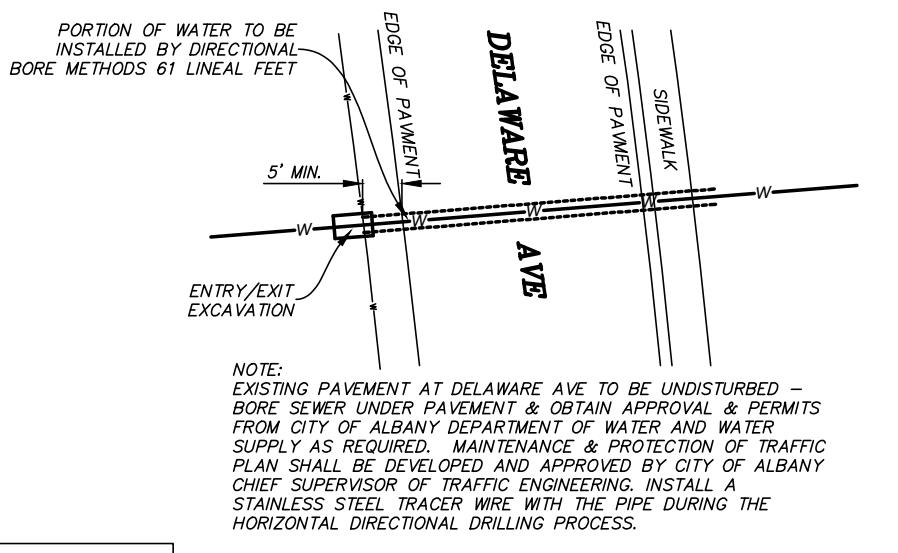 PORTION OF WATER TO BE
INSTALLED BY DIRECTIONAL
BORE METHODS 61 LINEAL FEET
EDGE OF PAVMENT
DELAWARE
AVE
EDGE OF PAVMENT
SIDEWALK
5' MIN.
W
W
W
W
W
W
W
W
ENTRY/EXIT
EXCAVATION
NOTE:
EXISTING PAVEMENT AT DELAWARE AVE TO BE UNDISTURBED –
BORE SEWER UNDER PAVEMENT & OBTAIN APPROVAL & PERMITS
FROM CITY OF ALBANY DEPARTMENT OF WATER AND WATER
SUPPLY AS REQUIRED. MAINTENANCE & PROTECTION OF TRAFFIC
PLAN SHALL BE DEVELOPED AND APPROVED BY CITY OF ALBANY
CHIEF SUPERVISOR OF TRAFFIC ENGINEERING. INSTALL A
STAINLESS STEEL TRACER WIRE WITH THE PIPE DURING THE
HORIZONTAL DIRECTIONAL DRILLING PROCESS.